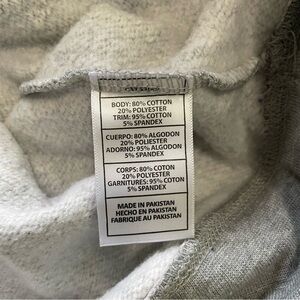 BODY: 80% COTTON
20% POLYESTER
TRIM: 95% COTTON
5% SPANDEX
CUERPO: 80% ALGODON
20% POLIESTER
ADORNO: 95% ALGODON
5% SPANDEX
CORPS: 80% COTON
20% POLYESTER
GARNITURES: 95% COTON
5% SPANDEX
MADE IN PAKISTAN
HECHO EN PAKISTAN
FABRIQUE AU PAKISTAN